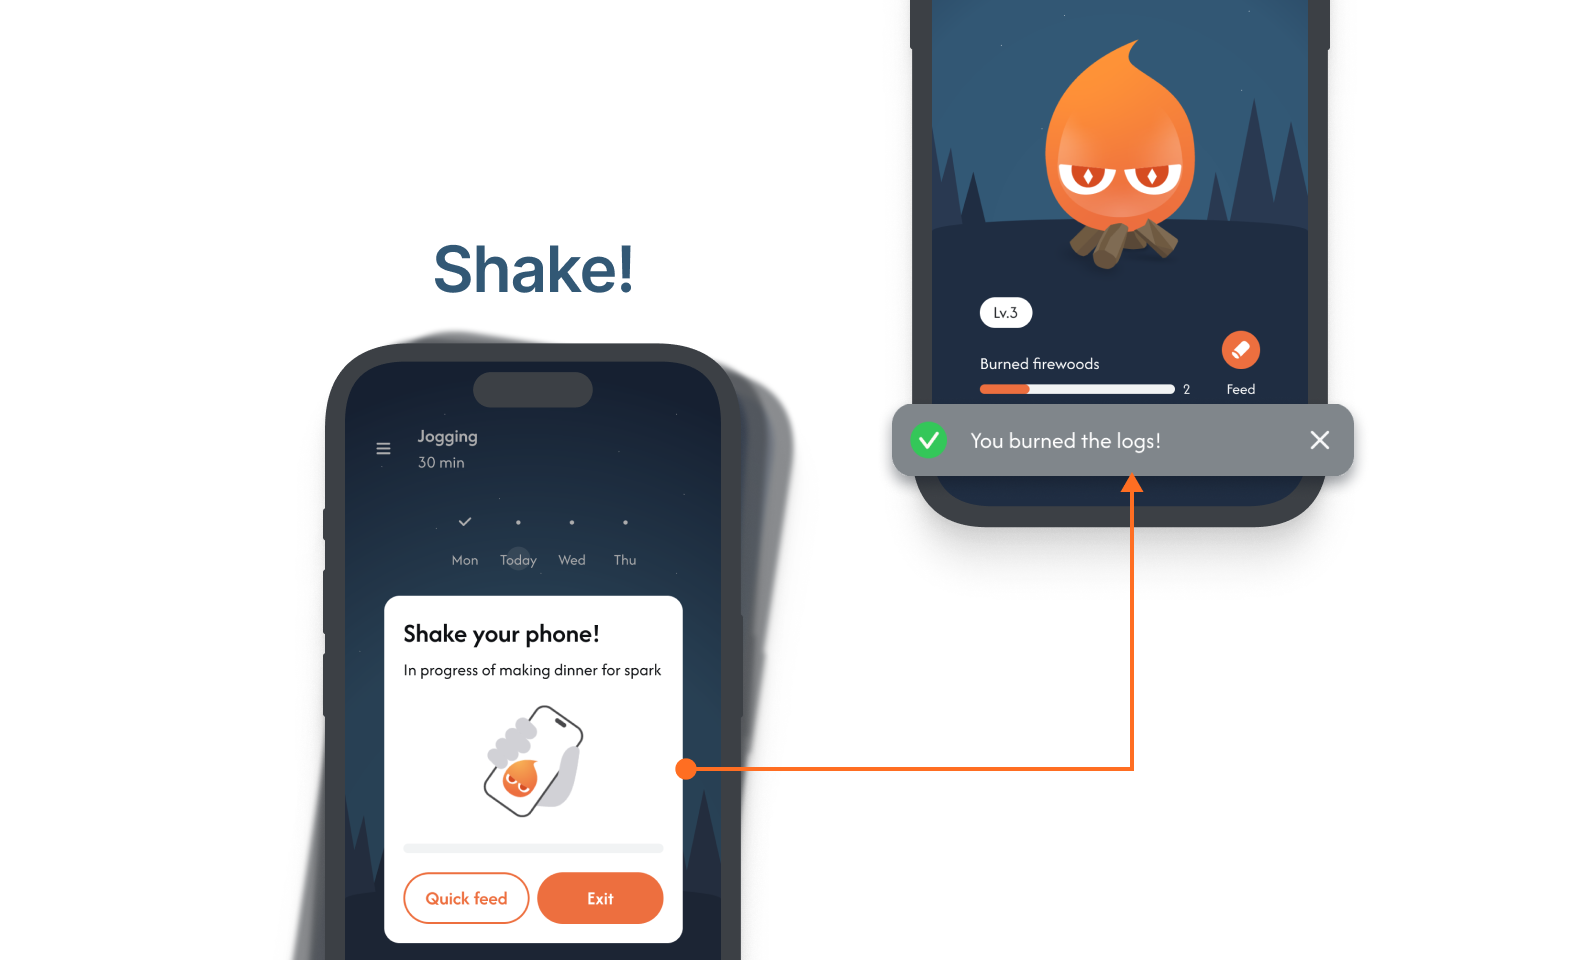 Shake!
Jogging
30 min
Mon Today Wed Thu
Shake your phone!
In progress of making dinner for spark
Quick feed Exit
Lv.3
Burned firewoods
2 Feed
You burned the logs!